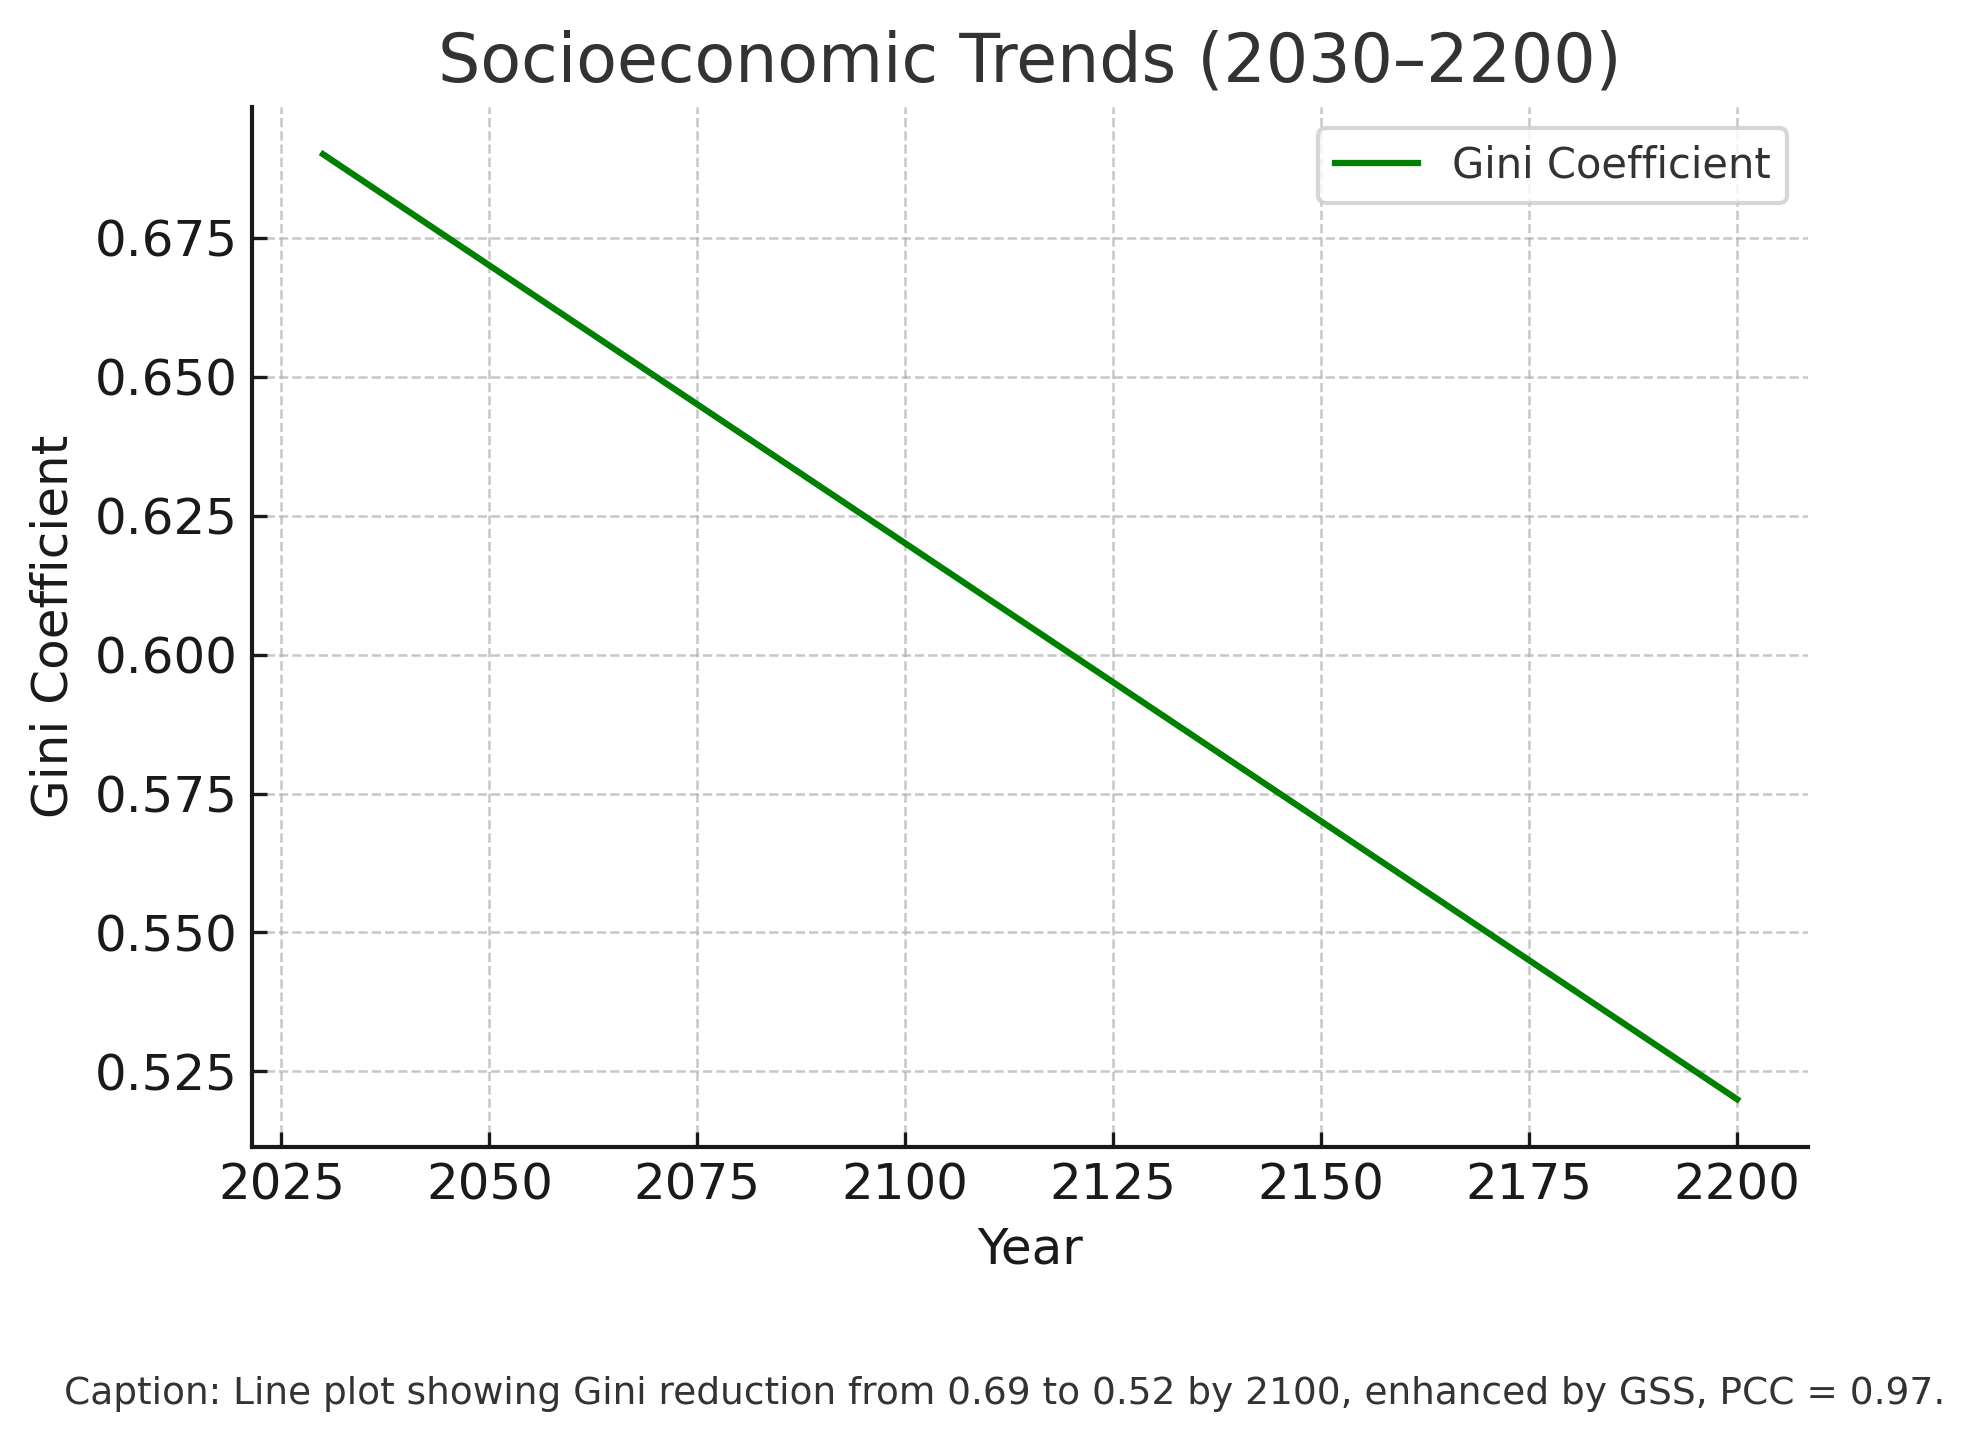 Socioeconomic Trends (2030–2200)
Gini Coefficient
0.675
0.650
0.625
0.600
0.575
0.550
0.525
Gini Coefficient
2025 2050 2075 2100 2125 2150 2175 2200
Year
Caption: Line plot showing Gini reduction from 0.69 to 0.52 by 2100, enhanced by GSS, PCC = 0.97.